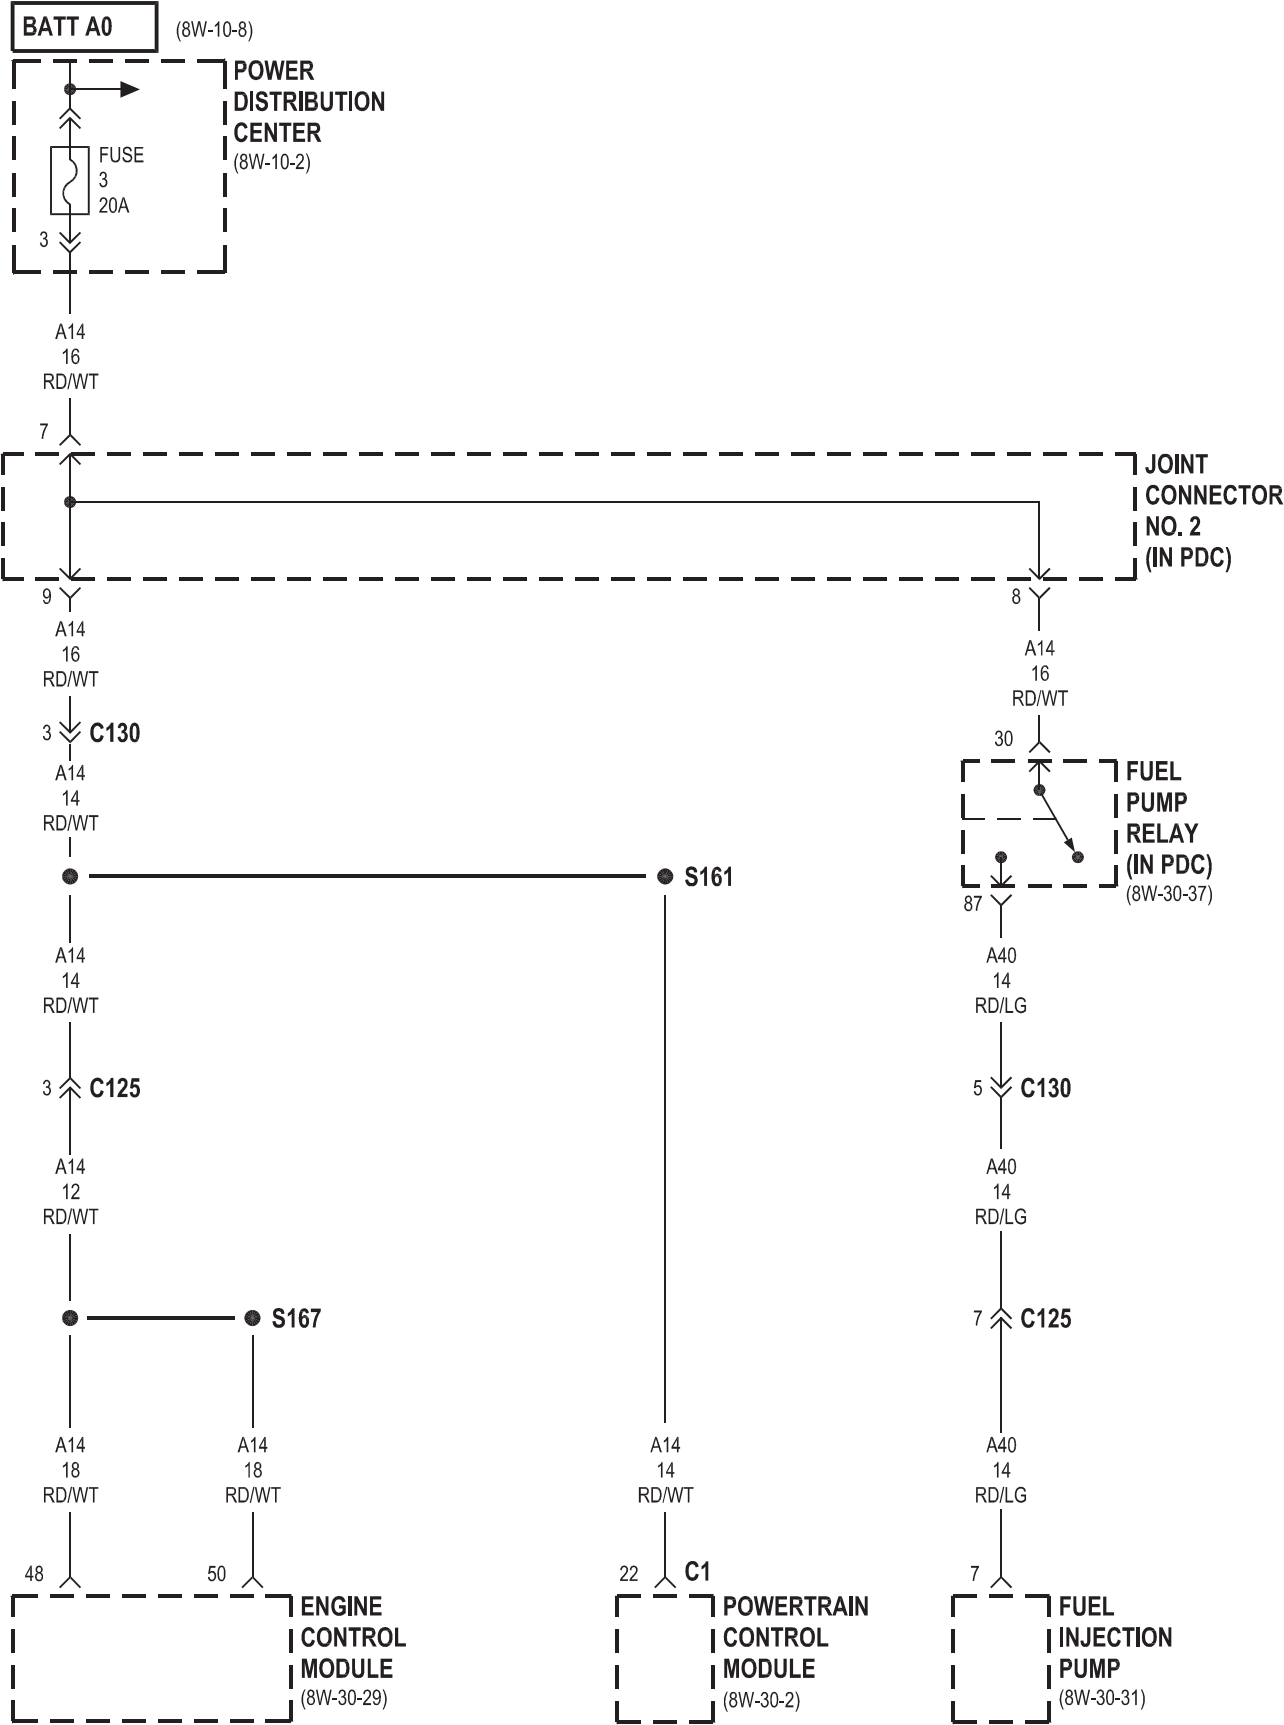 BATT A0
(8W-10-8)
POWER
DISTRIBUTION
CENTER
(8W-10-2)
FUSE
3
20A
3
A14
16
RD/WT
7
JOINT
CONNECTOR
NO. 2
(IN PDC)
9
A14
16
RD/WT
8
A14
16
RD/WT
3 C130
A14
14
RD/WT
30
FUEL
PUMP
RELAY
(IN PDC)
(8W-30-37)
S161
87
A14
14
RD/WT
A40
14
RD/LG
3 C125
5 C130
A14
12
RD/WT
A40
14
RD/LG
S167
7 C125
A14
18
RD/WT
A14
18
RD/WT
A14
14
RD/WT
A40
14
RD/LG
48
50
22 C1
7
ENGINE
CONTROL
MODULE
(8W-30-29)
POWERTRAIN
CONTROL
MODULE
(8W-30-2)
FUEL
INJECTION
PUMP
(8W-30-31)